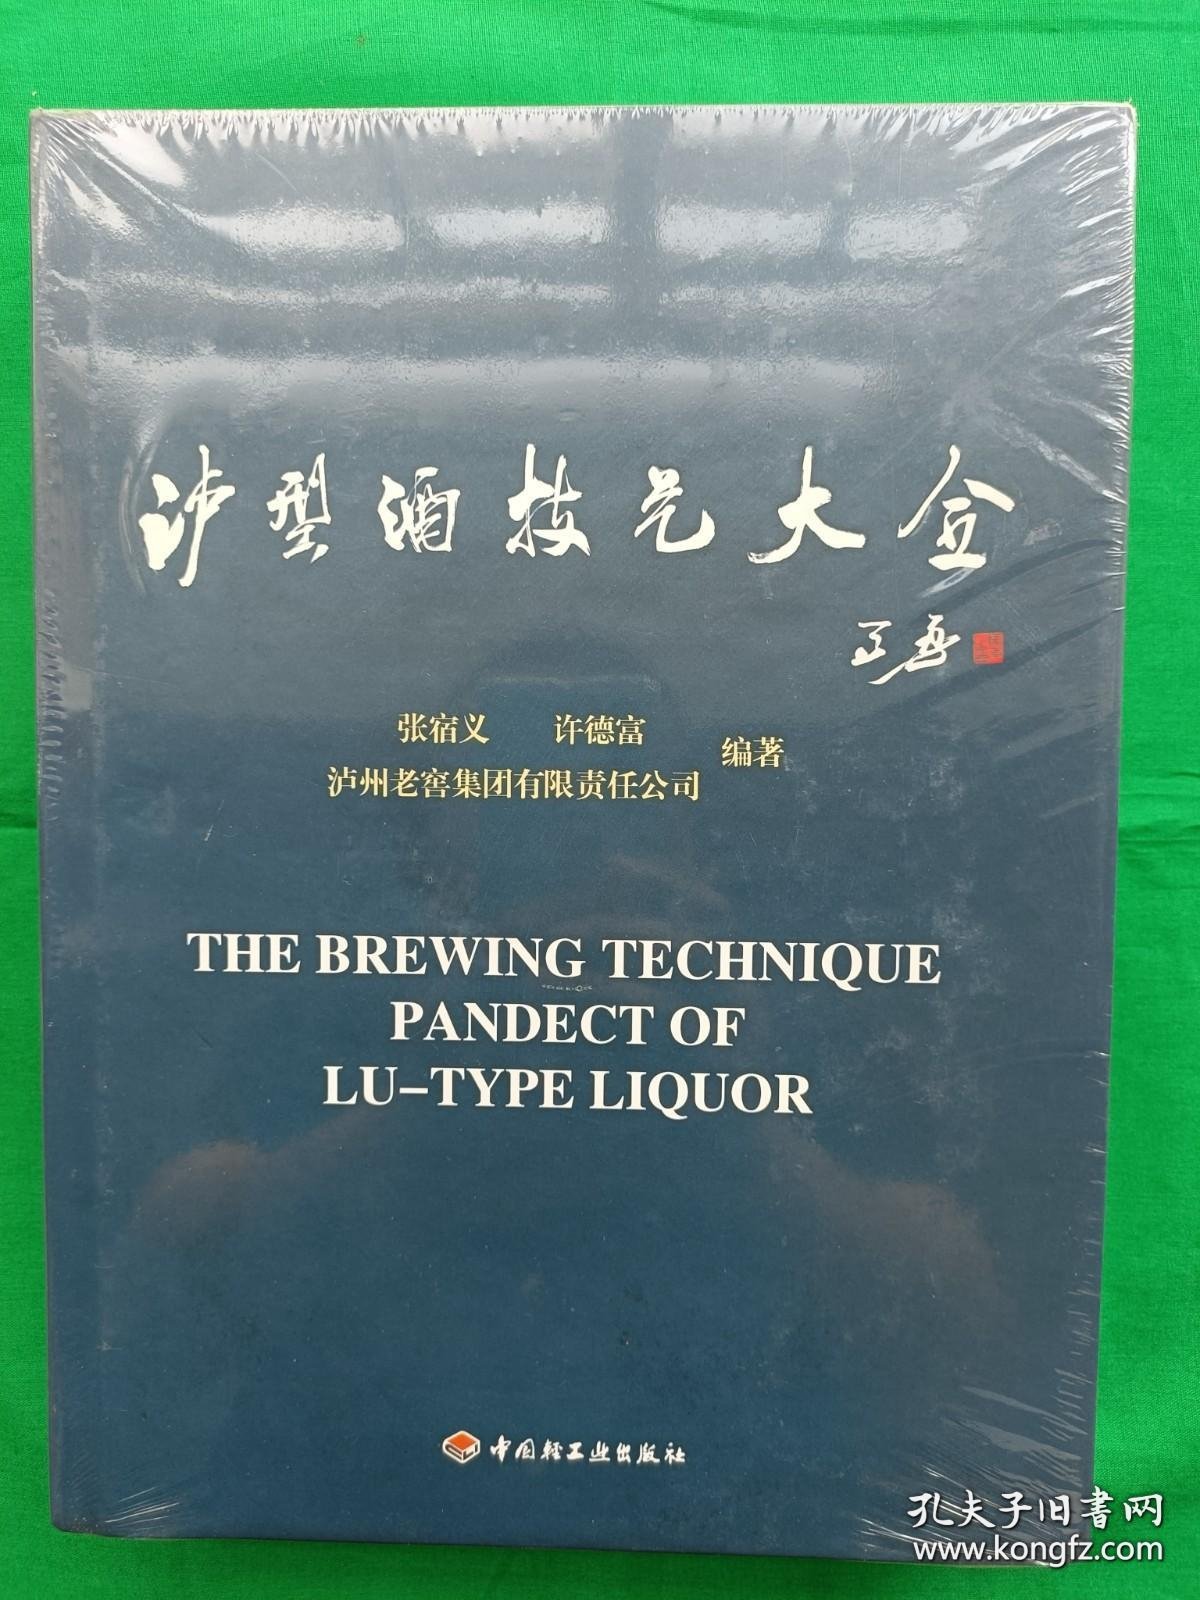 泸型酒技艺大全
张宿义 许德富
编著
泸州老窖集团有限责任公司
THE BREWING TECHNIQUE
PANDECT OF
LU-TYPE LIQUOR
中国轻工业出版社
孔夫子旧書网
www.kongfz.com